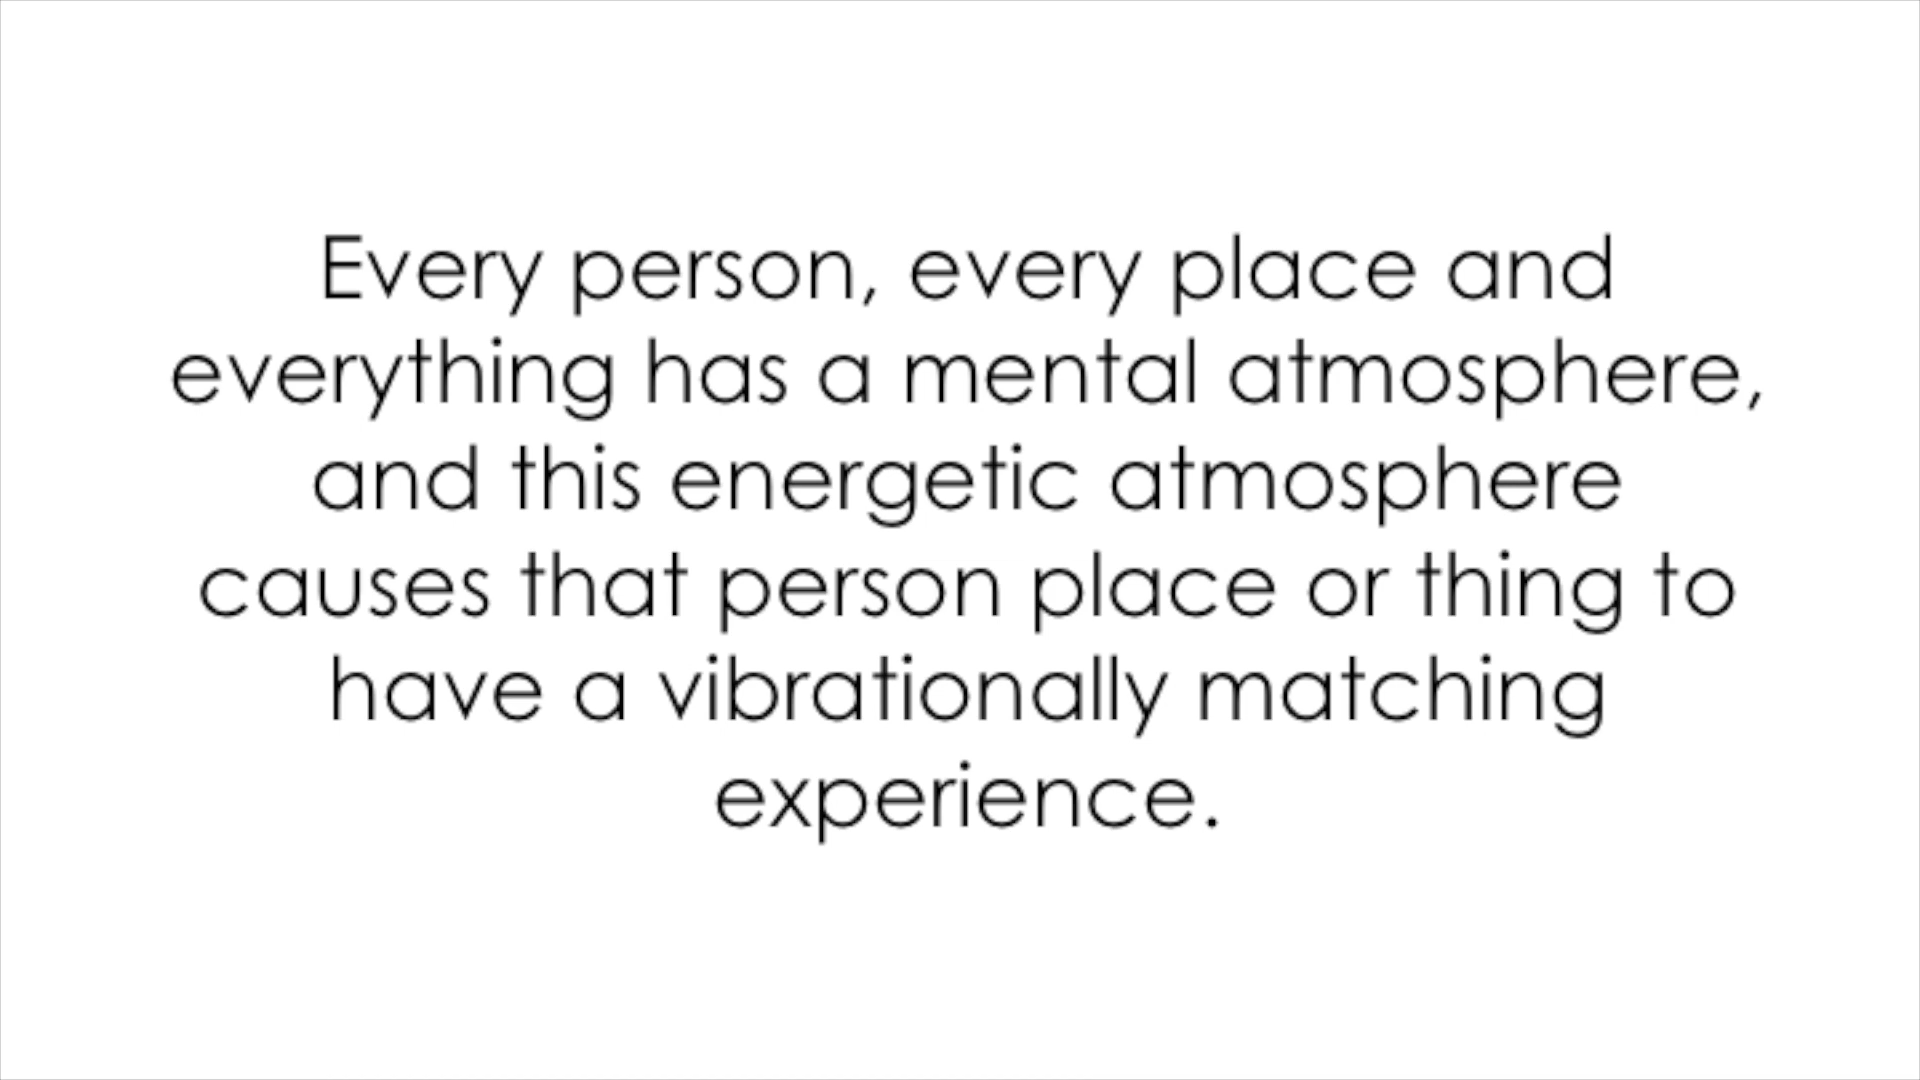 Every person, every place and
everything has a mental atmosphere,
and this energetic atmosphere
causes that person place or thing to
have a vibrationally matching
experience.